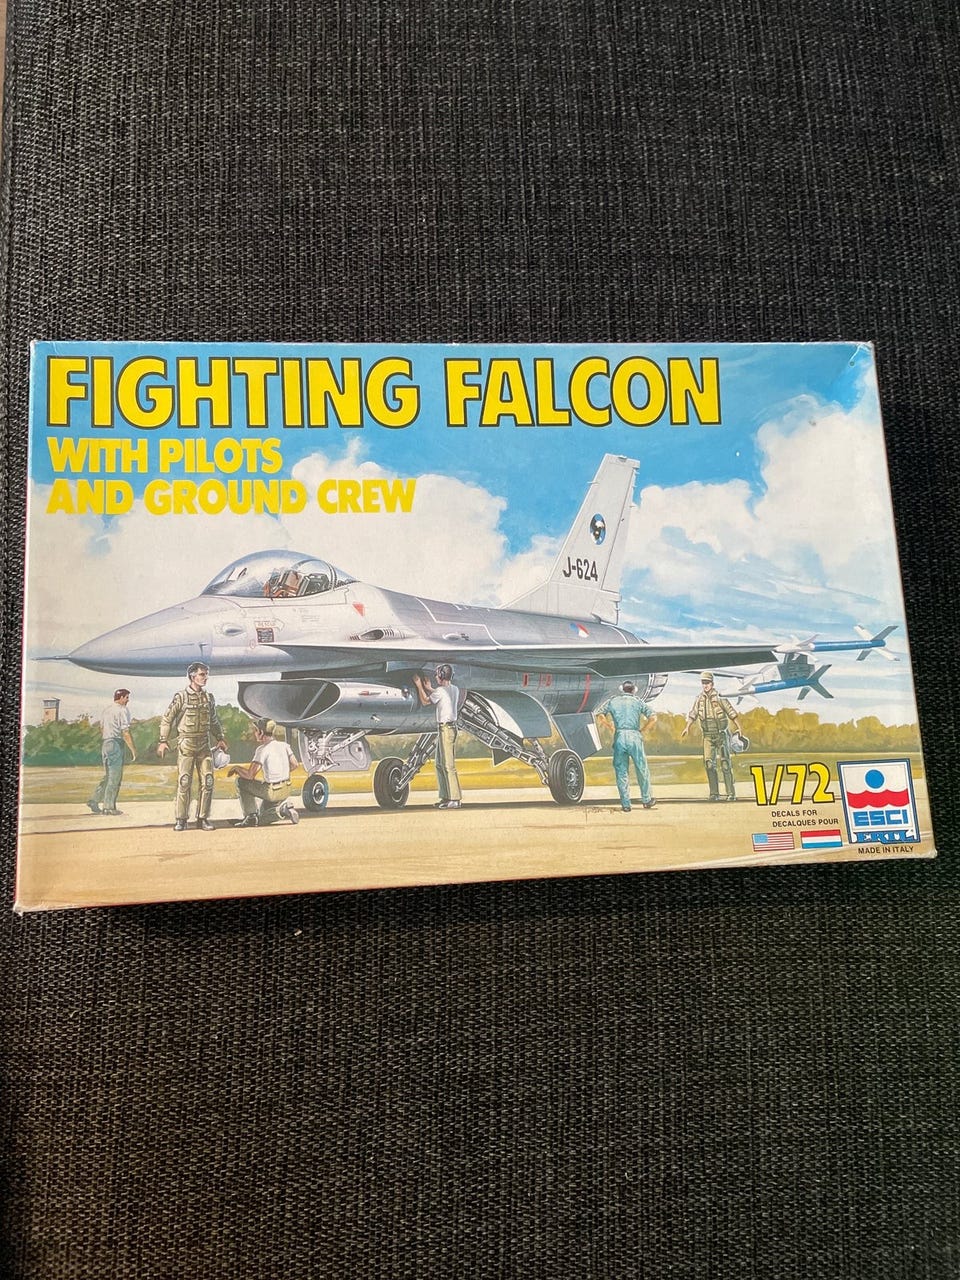 FIGHTING FALCON
WITH PILOTS
AND GROUND CREW
J-624
1/72
DECALS FOR
DECALQUES POUR
ESCI
ERTL
MADE IN ITALY